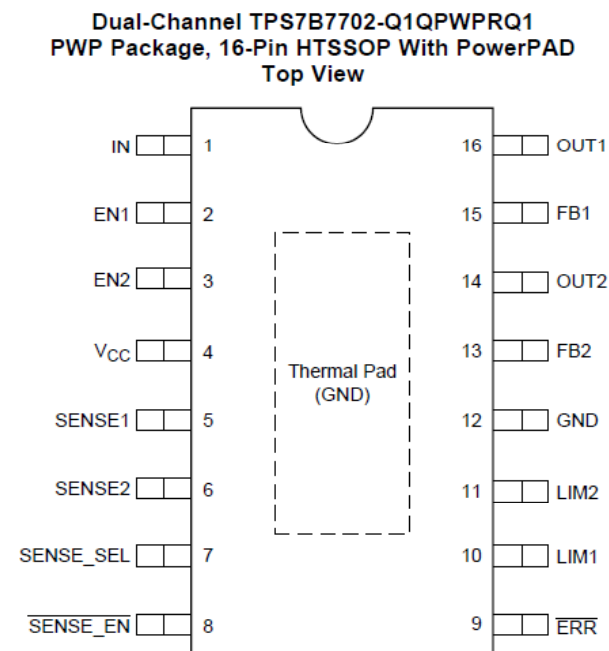 Dual-Channel TPS7B7702-Q1QPWPRQ1
PWP Package, 16-Pin HTSSOP With PowerPAD
Top View
IN 1 16 OUT1
EN1 2 15 FB1
EN2 3 14 OUT2
VCC 4 13 FB2
Thermal Pad
(GND)
SENSE1 5 12 GND
SENSE2 6 11 LIM2
SENSE_SEL 7 10 LIM1
SENSE_EN 8 9 ERR